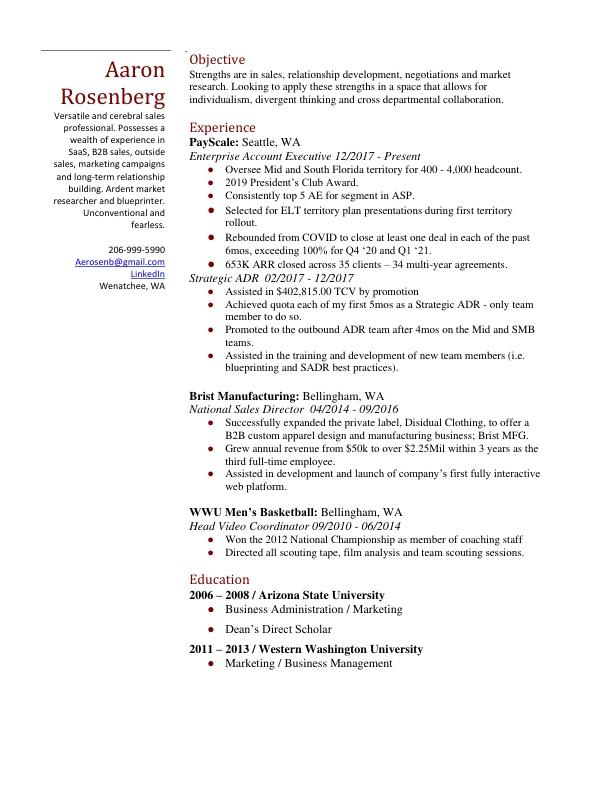 Aaron
Rosenberg
Versatile and cerebral sales
professional. Possesses a
wealth of experience in
SaaS, B2B sales, outside
sales, marketing campaigns
and long-term relationship
building. Ardent market
researcher and blueprinter.
Unconventional and
fearless.
206-999-5990
Aerosenb@gmail.com
LinkedIn
Wenatchee, WA
Objective
Strengths are in sales, relationship development, negotiations and market
research. Looking to apply these strengths in a space that allows for
individualism, divergent thinking and cross departmental collaboration.
Experience
PayScale: Seattle, WA
Enterprise Account Executive 12/2017 - Present
● Oversee Mid and South Florida territory for 400 - 4,000 headcount.
● 2019 President’s Club Award.
● Consistently top 5 AE for segment in ASP.
● Selected for ELT territory plan presentations during first territory
rollout.
● Rebounded from COVID to close at least one deal in each of the past
6mos, exceeding 100% for Q4 ‘20 and Q1 ‘21.
● 653K ARR closed across 35 clients – 34 multi-year agreements.
Strategic ADR 02/2017 - 12/2017
● Assisted in $402,815.00 TCV by promotion
● Achieved quota each of my first 5mos as a Strategic ADR - only team
member to do so.
● Promoted to the outbound ADR team after 4mos on the Mid and SMB
teams.
● Assisted in the training and development of new team members (i.e.
blueprinting and SADR best practices).
Brist Manufacturing: Bellingham, WA
National Sales Director 04/2014 - 09/2016
● Successfully expanded the private label, Disidual Clothing, to offer a
B2B custom apparel design and manufacturing business; Brist MFG.
● Grew annual revenue from $50k to over $2.25Mil within 3 years as the
third full-time employee.
● Assisted in development and launch of company’s first fully interactive
web platform.
WWU Men’s Basketball: Bellingham, WA
Head Video Coordinator 09/2010 - 06/2014
● Won the 2012 National Championship as member of coaching staff
● Directed all scouting tape, film analysis and team scouting sessions.
Education
2006 – 2008 / Arizona State University
● Business Administration / Marketing
● Dean’s Direct Scholar
2011 – 2013 / Western Washington University
● Marketing / Business Management